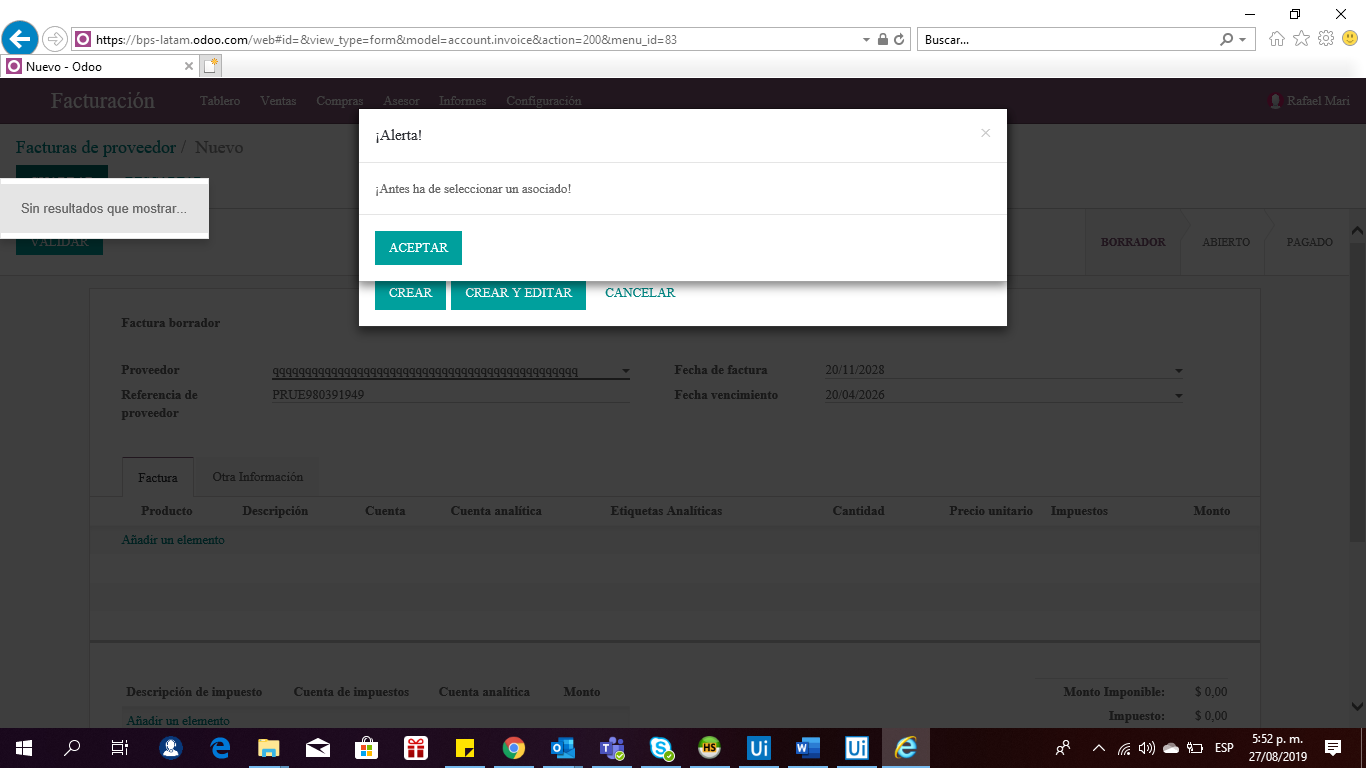 https://bps-latam.odoo.com/web#id=&view_type=form&model=account.invoice&action=200&menu_id=83
Buscar...
Nuevo - Odoo
Facturación Tablero Ventas Compras Asesor Informes Configuración Rafael Mari
¡Alerta!
Facturas de proveedor / Nuevo
¡Antes ha de seleccionar un asociado!
Sin resultados que mostrar...
VALIDAR
ACEPTAR
BORRADOR ABIERTO PAGADO
CREAR CREAR Y EDITAR CANCELAR
Factura borrador
Proveedor qqqqqqqqqqqqqqqqqqqqqqqqqqqqqqqqqqqqqqqqqqqqqqq Fecha de factura 20/11/2028
Referencia de proveedor PRUE980391949 Fecha vencimiento 20/04/2026
Factura Otra Información
Producto Descripción Cuenta Cuenta analítica Etiquetas Analíticas Cantidad Precio unitario Impuestos Monto
Añadir un elemento
Descripción de impuesto Cuenta de impuestos Cuenta analítica Monto Monto Imponible: $ 0,00
Añadir un elemento Impuesto: $ 0,00
HS Ui W Ui ESP 5:52 p. m.
27/08/2019